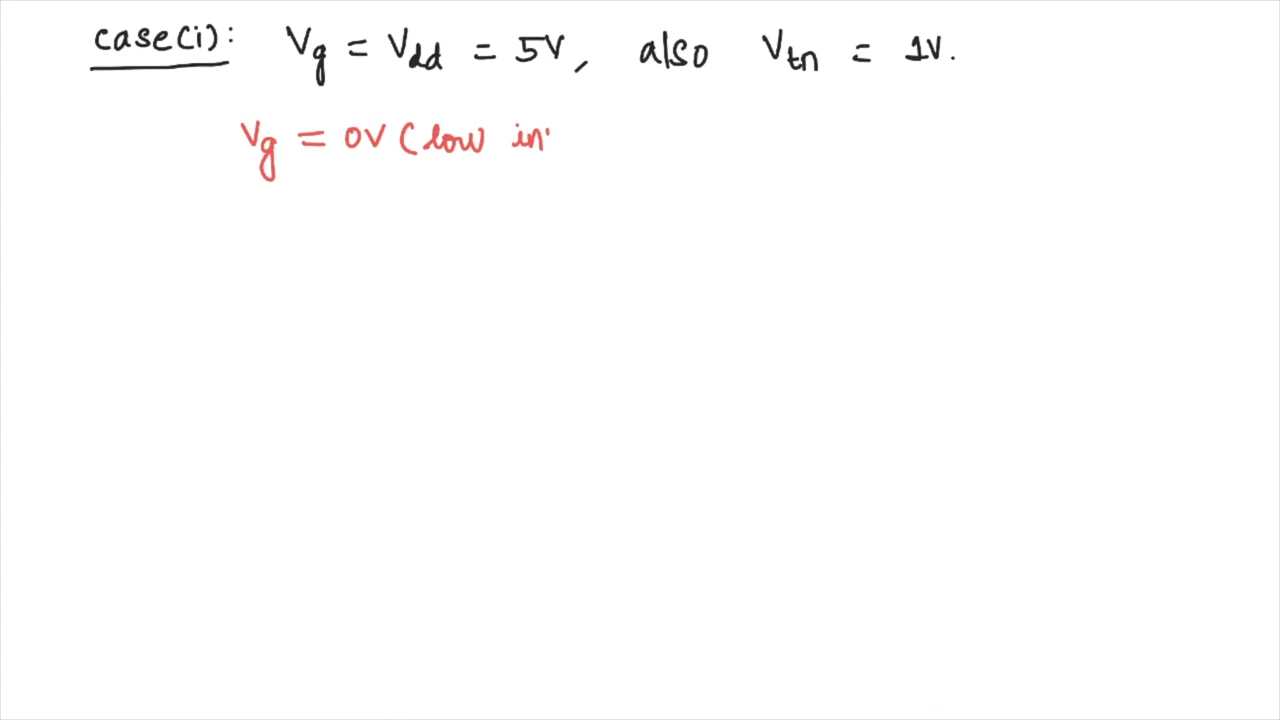 case(i): Vg = Vdd = 5V, also Vtn = 1V.
Vg = 0V (low in